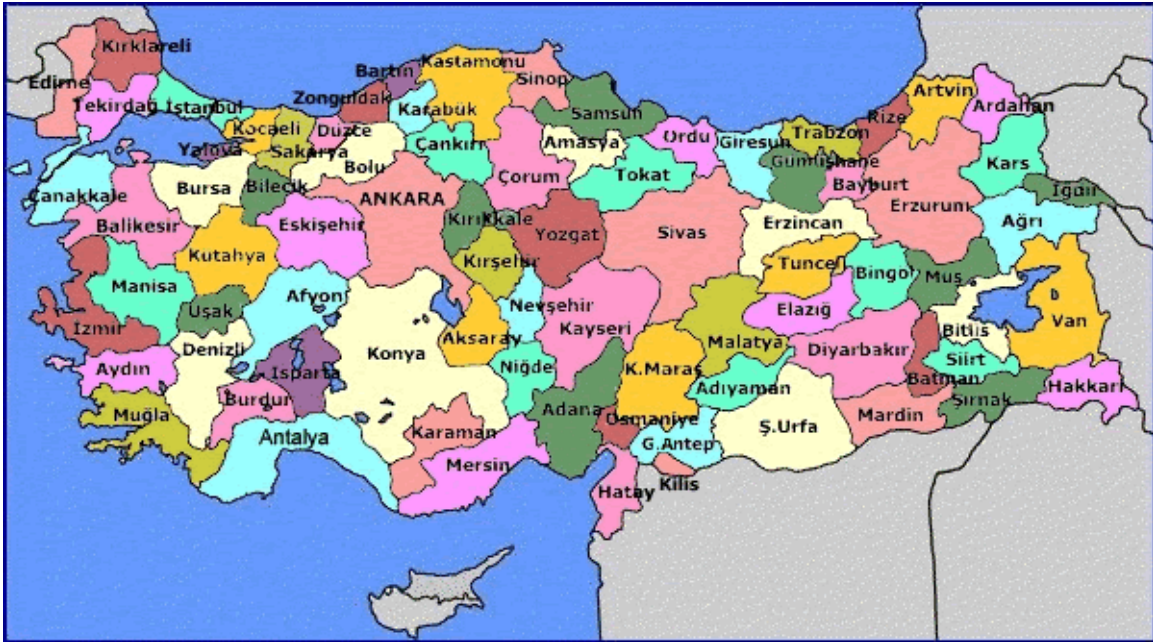 Kırklareli
Edirne
Tekirdağ
İstanbul
Kocaeli
Yalova
Sakarya
Düzce
Zonguldak
Bartın
Karabük
Kastamonu
Sinop
Samsun
Bolu
Çankırı
Çorum
Amasya
Ordu
Giresun
Trabzon
Rize
Artvin
Ardahan
Kars
Iğdır
Gümüşhane
Bayburt
Tokat
Çanakkale
Bursa
Bilecik
ANKARA
Balikesir
Eskişehir
Kırıkkale
Yozgat
Sivas
Erzincan
Erzurum
Ağrı
Kutahya
Kırşehir
Tunceli
Bingöl
Muş
Manisa
Uşak
Afyon
Nevşehir
Kayseri
Elazığ
Bitlis
Van
İzmir
Denizli
Konya
Aksaray
Malatya
Diyarbakır
Siirt
Aydın
Isparta
Niğde
K.Maraş
Adıyaman
Batman
Hakkari
Burdur
Adana
Şırnak
Muğla
Antalya
Karaman
Osmaniye
G.Antep
Ş.Urfa
Mardin
Mersin
Hatay
Kilis